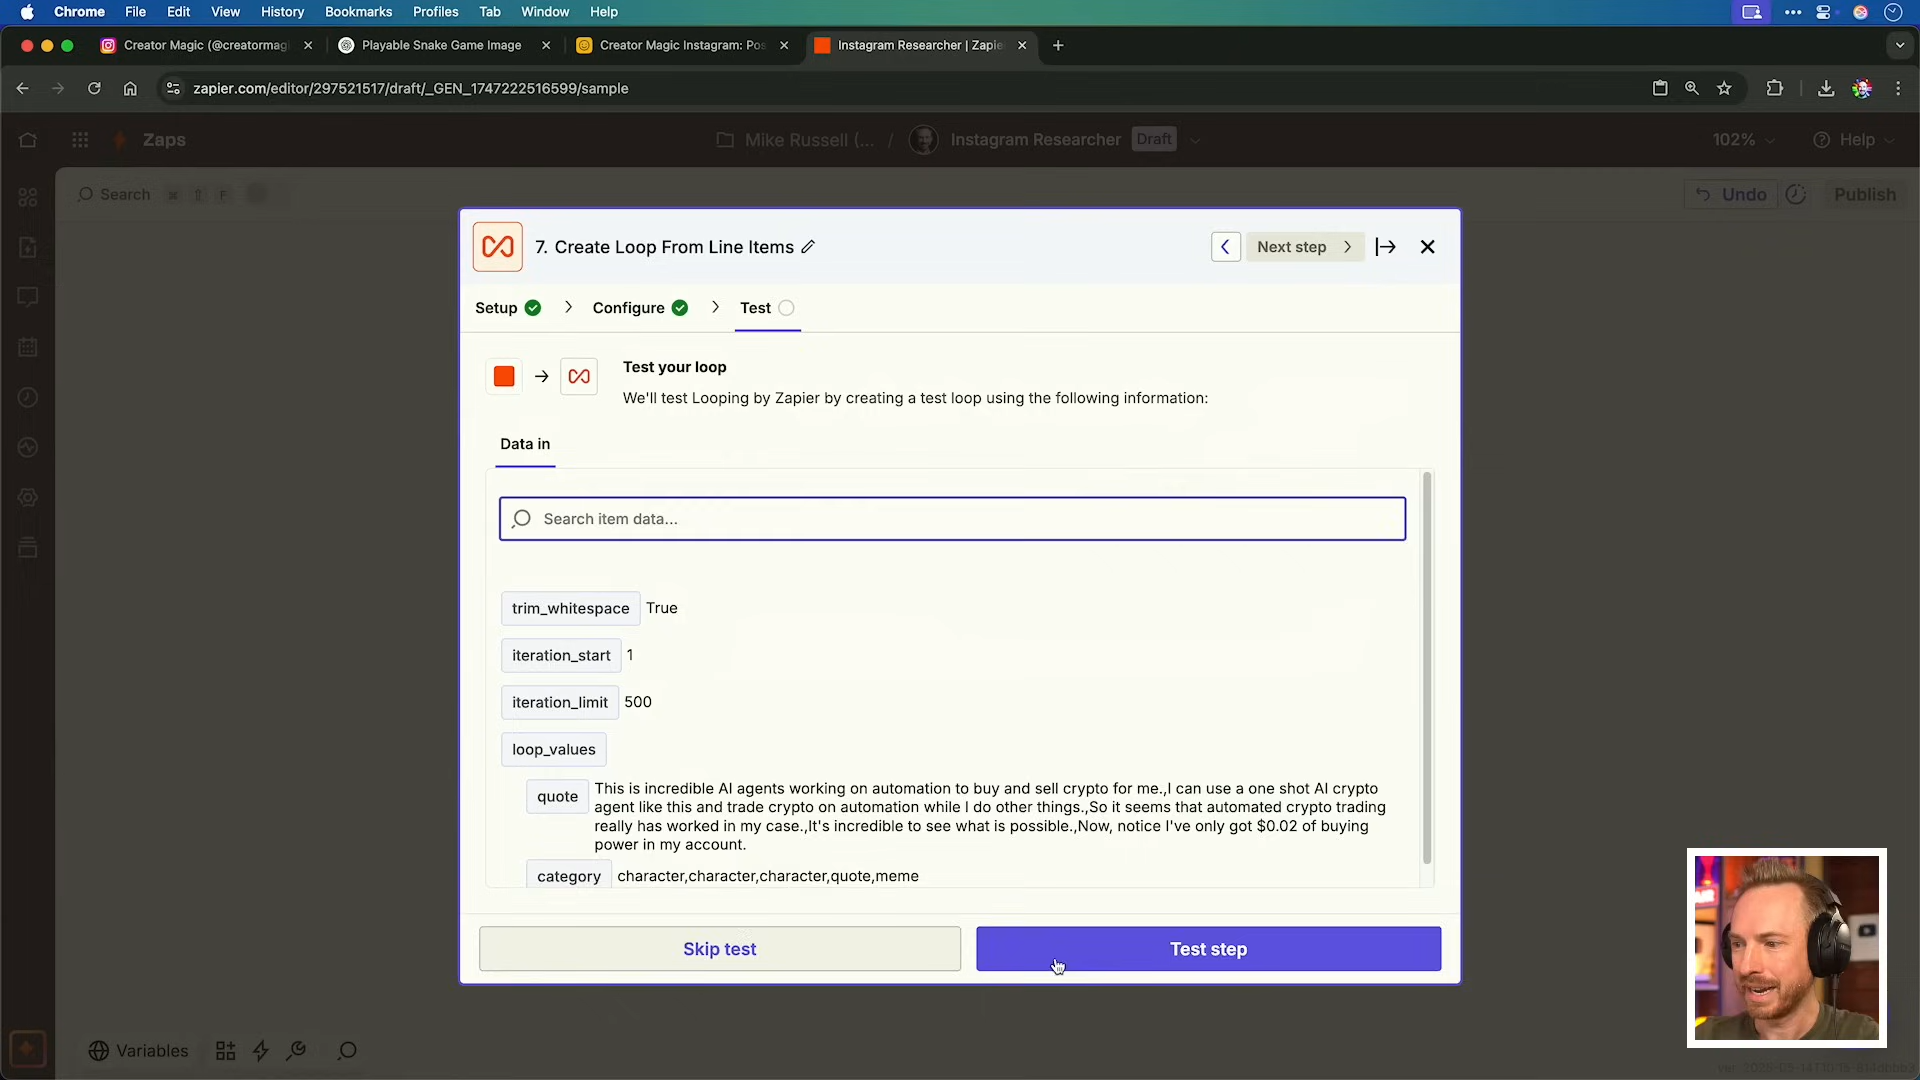 Chrome File Edit View History Bookmarks Profiles Tab Window Help
Creator Magic (@creatormag
Playable Snake Game Image
Creator Magic Instagram: Pos
Instagram Researcher | Zapie
zapier.com/editor/297521517/draft/_GEN_1747222516599/sample
Zaps
Mike Russell (... / Instagram Researcher Draft
102%
Help
Search ⌘ ⇧ F
Undo
Publish
7. Create Loop From Line Items
Next step
Setup
Configure
Test
Test your loop
We'll test Looping by Zapier by creating a test loop using the following information:
Data in
Search item data...
trim_whitespace True
iteration_start 1
iteration_limit 500
loop_values
quote
This is incredible AI agents working on automation to buy and sell crypto for me.,I can use a one shot AI crypto
agent like this and trade crypto on automation while I do other things.,So it seems that automated crypto trading
really has worked in my case.,It's incredible to see what is possible.,Now, notice I've only got $0.02 of buying
power in my account.
category character,character,character,quote,meme
Skip test
Test step
Variables